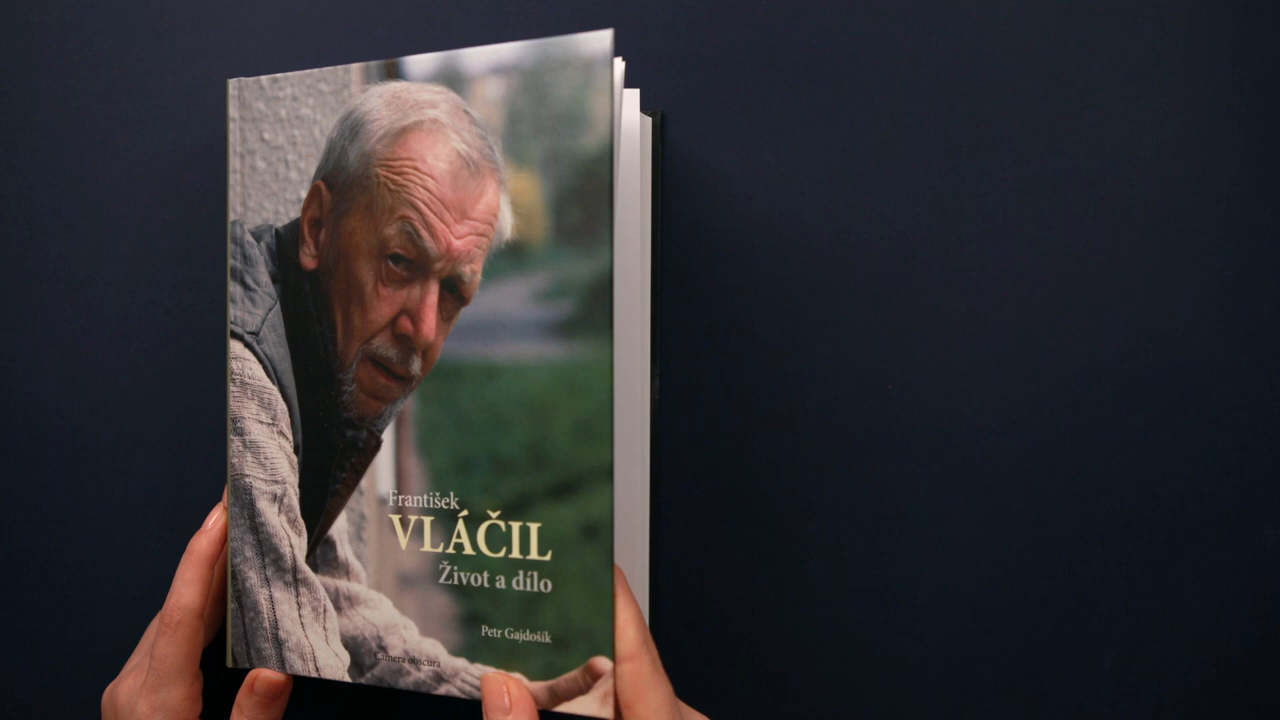 František
VLÁČIL
Život a dílo
Petr Gajdošík
Camera obscura